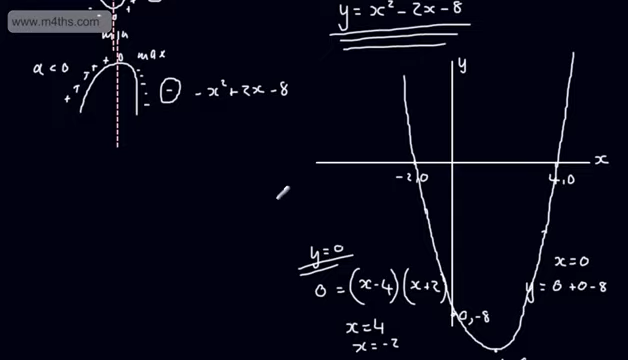 www.m4ths.com
min
a < 0
max
+ + + + + 0 - - - -
⊖ -x² + 2x - 8
y = x² - 2x - 8
y
x
-2,0
4,0
y = 0
0 = (x-4)(x+2)
x = 4
x = -2
0,-8
x = 0
y = 0 + 0 - 8